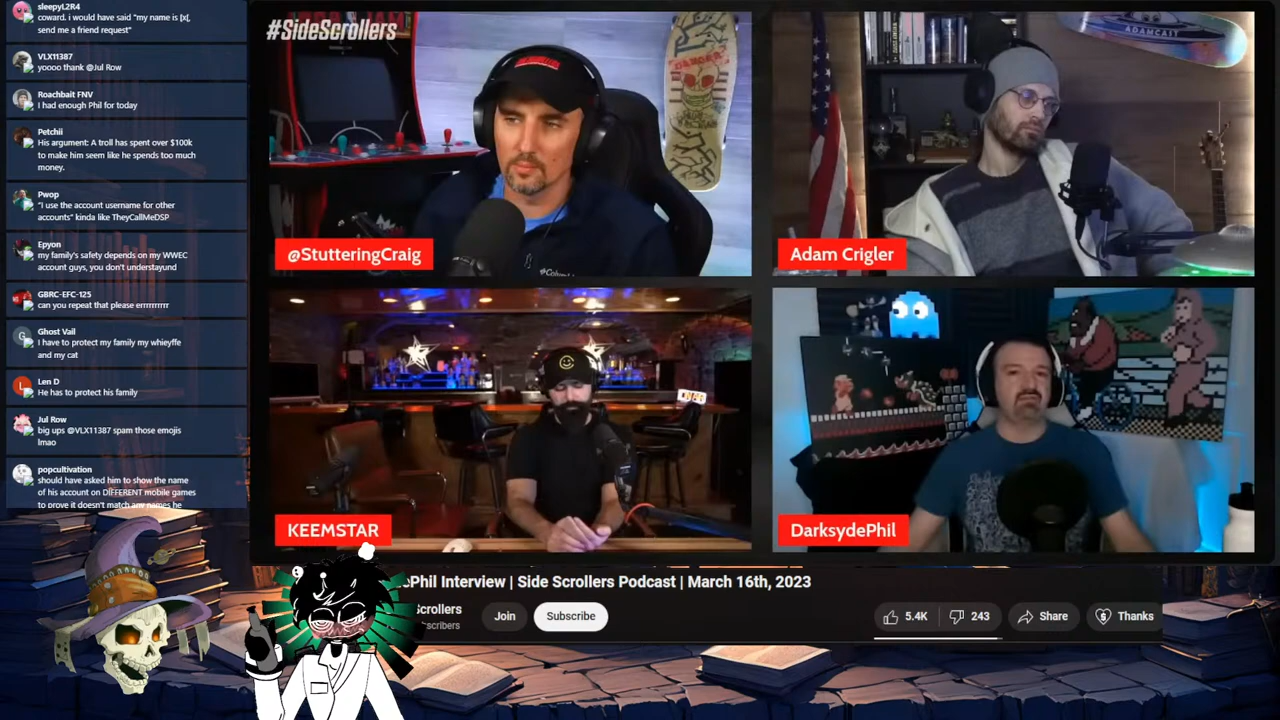 sleepyL2R4
coward. i would have said "my name is [x[,
send me a friend request"
VLX11387
yoooo thank @Jul Row
Roachbait FNV
I had enough Phil for today
Petchii
His argument: A troll has spent over $100k
to make him seem like he spends too much
money.
Pwop
"I use the account username for other
accounts" kinda like TheyCallMeDSP
Epyon
my family's safety depends on my WWEC
account guys, you don't understayund
GBRC-EFC-125
can you repeat that please errrrrrrrrr
Ghost Vail
I have to protect my family my whieyffe
and my cat
Len D
He has to protect his family
Jul Row
big ups @VLX11387 spam those emojis
lmao
popcultivation
should have asked him to show the name
of his account on DIFFERENT mobile games
to prove it doesn't match any names he
#SideScrollers
DANGER
@StutteringCraig
ADAMCAIT
Adam Crigler
KEEMSTAR
DarksydePhil
ePhil Interview | Side Scrollers Podcast | March 16th, 2023
Scrollers
scribers
Join
Subscribe
5.4K
243
Share
Thanks